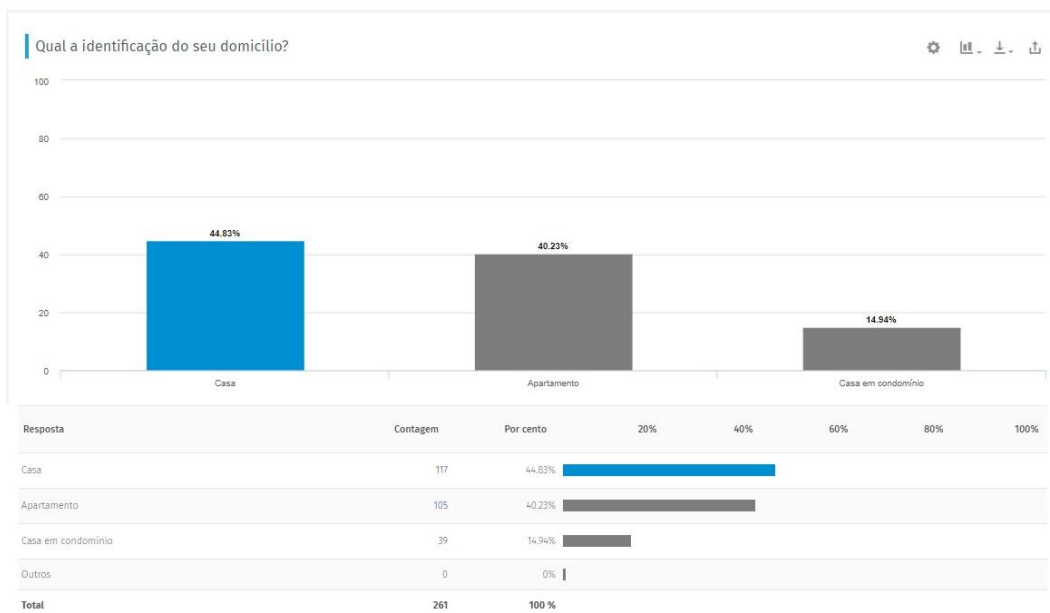 Qual a identificação do seu domicílio?
100
80
60
40
20
0
44.83%
40.23%
14.94%
Casa
Apartamento
Casa em condomínio
Resposta Contagem Por cento 20% 40% 60% 80% 100%
Casa 117 44.83%
Apartamento 105 40.23%
Casa em condomínio 39 14.94%
Outros 0 0%
Total 261 100 %